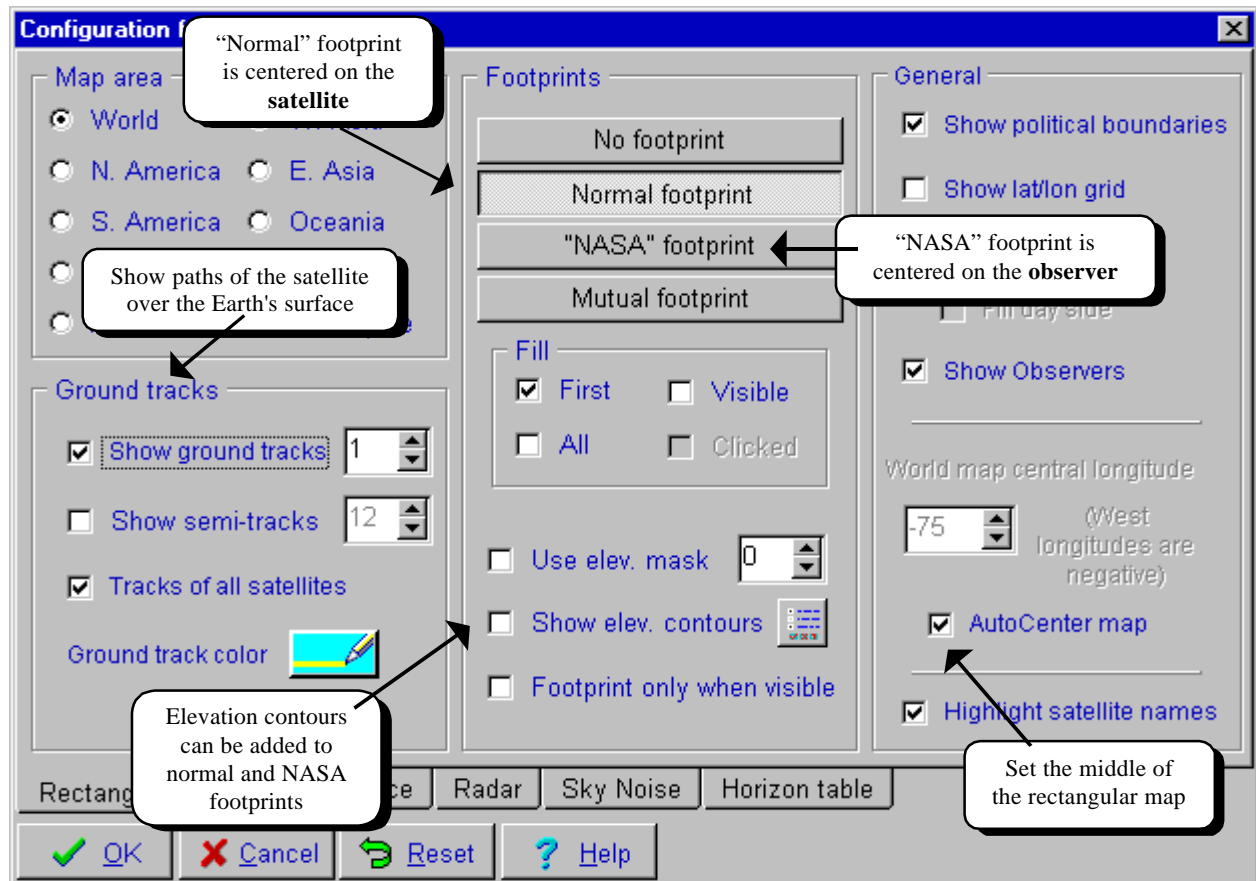 Configuration
“Normal” footprint
is centered on the
satellite
Map area
World
N. America
E. Asia
S. America
Oceania
Show paths of the satellite
over the Earth's surface
Ground tracks
Show ground tracks
1
Show semi-tracks
12
Tracks of all satellites
Ground track color
Elevation contours
can be added to
normal and NASA
footprints
Footprints
No footprint
Normal footprint
"NASA" footprint
Mutual footprint
“NASA” footprint is
centered on the observer
Fill
First
Visible
All
Clicked
Use elev. mask
0
Show elev. contours
Footprint only when visible
General
Show political boundaries
Show lat/lon grid
Fill day side
Show Observers
World map central longitude
-75
(West
longitudes are
negative)
AutoCenter map
Highlight satellite names
Set the middle of
the rectangular map
Radar
Sky Noise
Horizon table
OK
Cancel
Reset
Help